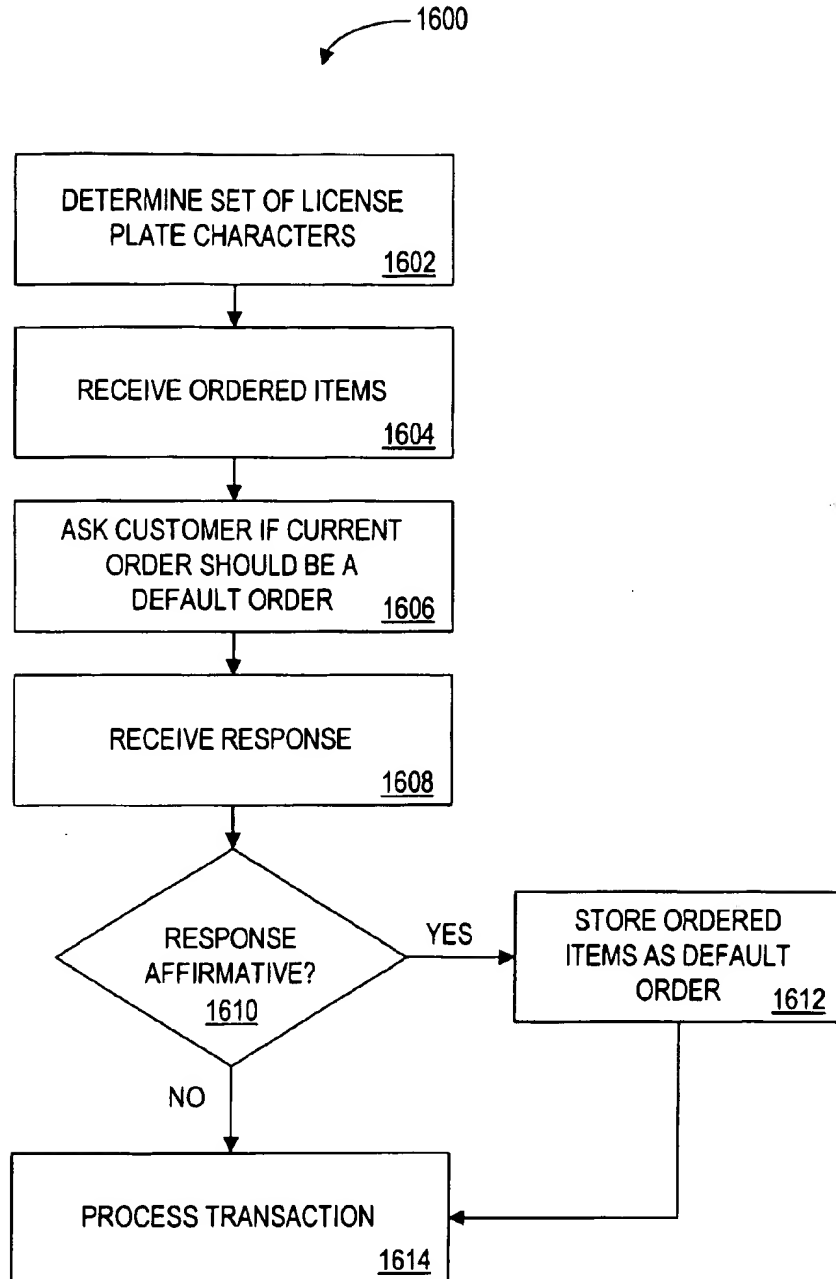 1600
DETERMINE SET OF LICENSE
PLATE CHARACTERS
1602
RECEIVE ORDERED ITEMS
1604
ASK CUSTOMER IF CURRENT
ORDER SHOULD BE A
DEFAULT ORDER
1606
RECEIVE RESPONSE
1608
RESPONSE
AFFIRMATIVE?
1610
YES
STORE ORDERED
ITEMS AS DEFAULT
ORDER
1612
NO
PROCESS TRANSACTION
1614